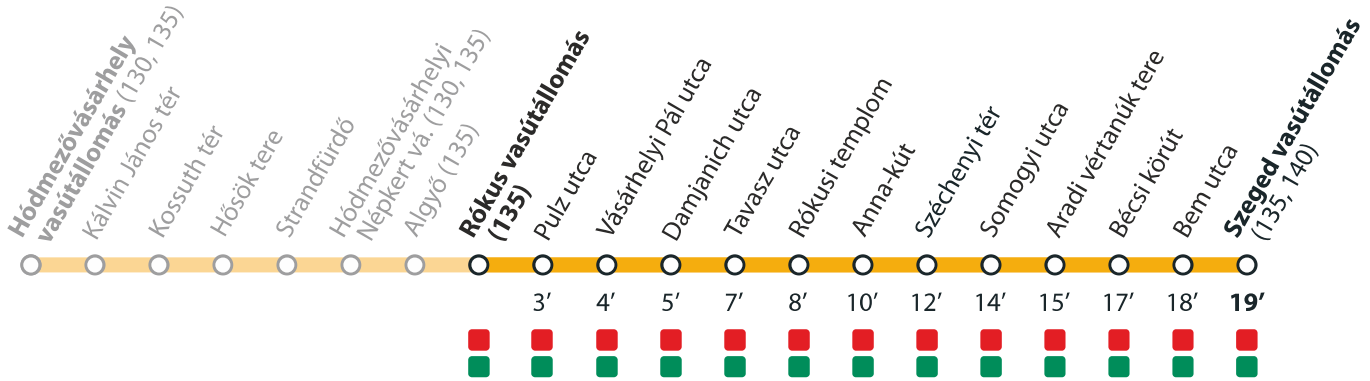 Hódmezővásárhely
vasútállomás (130, 135)
Kálvin János tér
Kossuth tér
Hősök tere
Strandfürdő
Hódmezővásárhelyi
Népkert vá. (130, 135)
Algyő (135)
Rókus vasútállomás
(135)
Pulz utca
Vásárhelyi Pál utca
Damjanich utca
Tavasz utca
Rókusi templom
Anna-kút
Széchenyi tér
Somogyi utca
Aradi vértanúk tere
Bécsi körút
Bem utca
Szeged vasútállomás
(135, 140)
3’ 4’ 5’ 7’ 8’ 10’ 12’ 14’ 15’ 17’ 18’ 19’